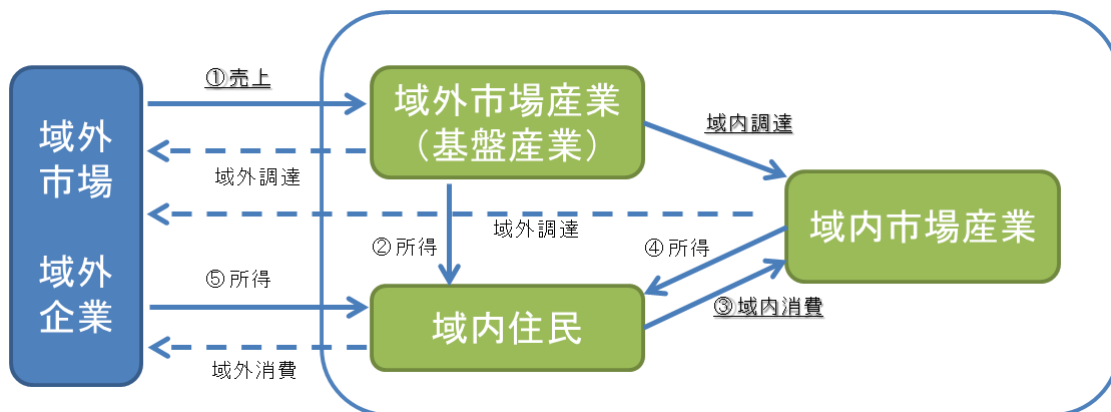 ①売上
域外市場産業
（基盤産業）
域内調達
域外
市場
域外調達
域内市場産業
域外調達
②所得
④所得
域外
企業
⑤所得
③域内消費
域内住民
域外消費